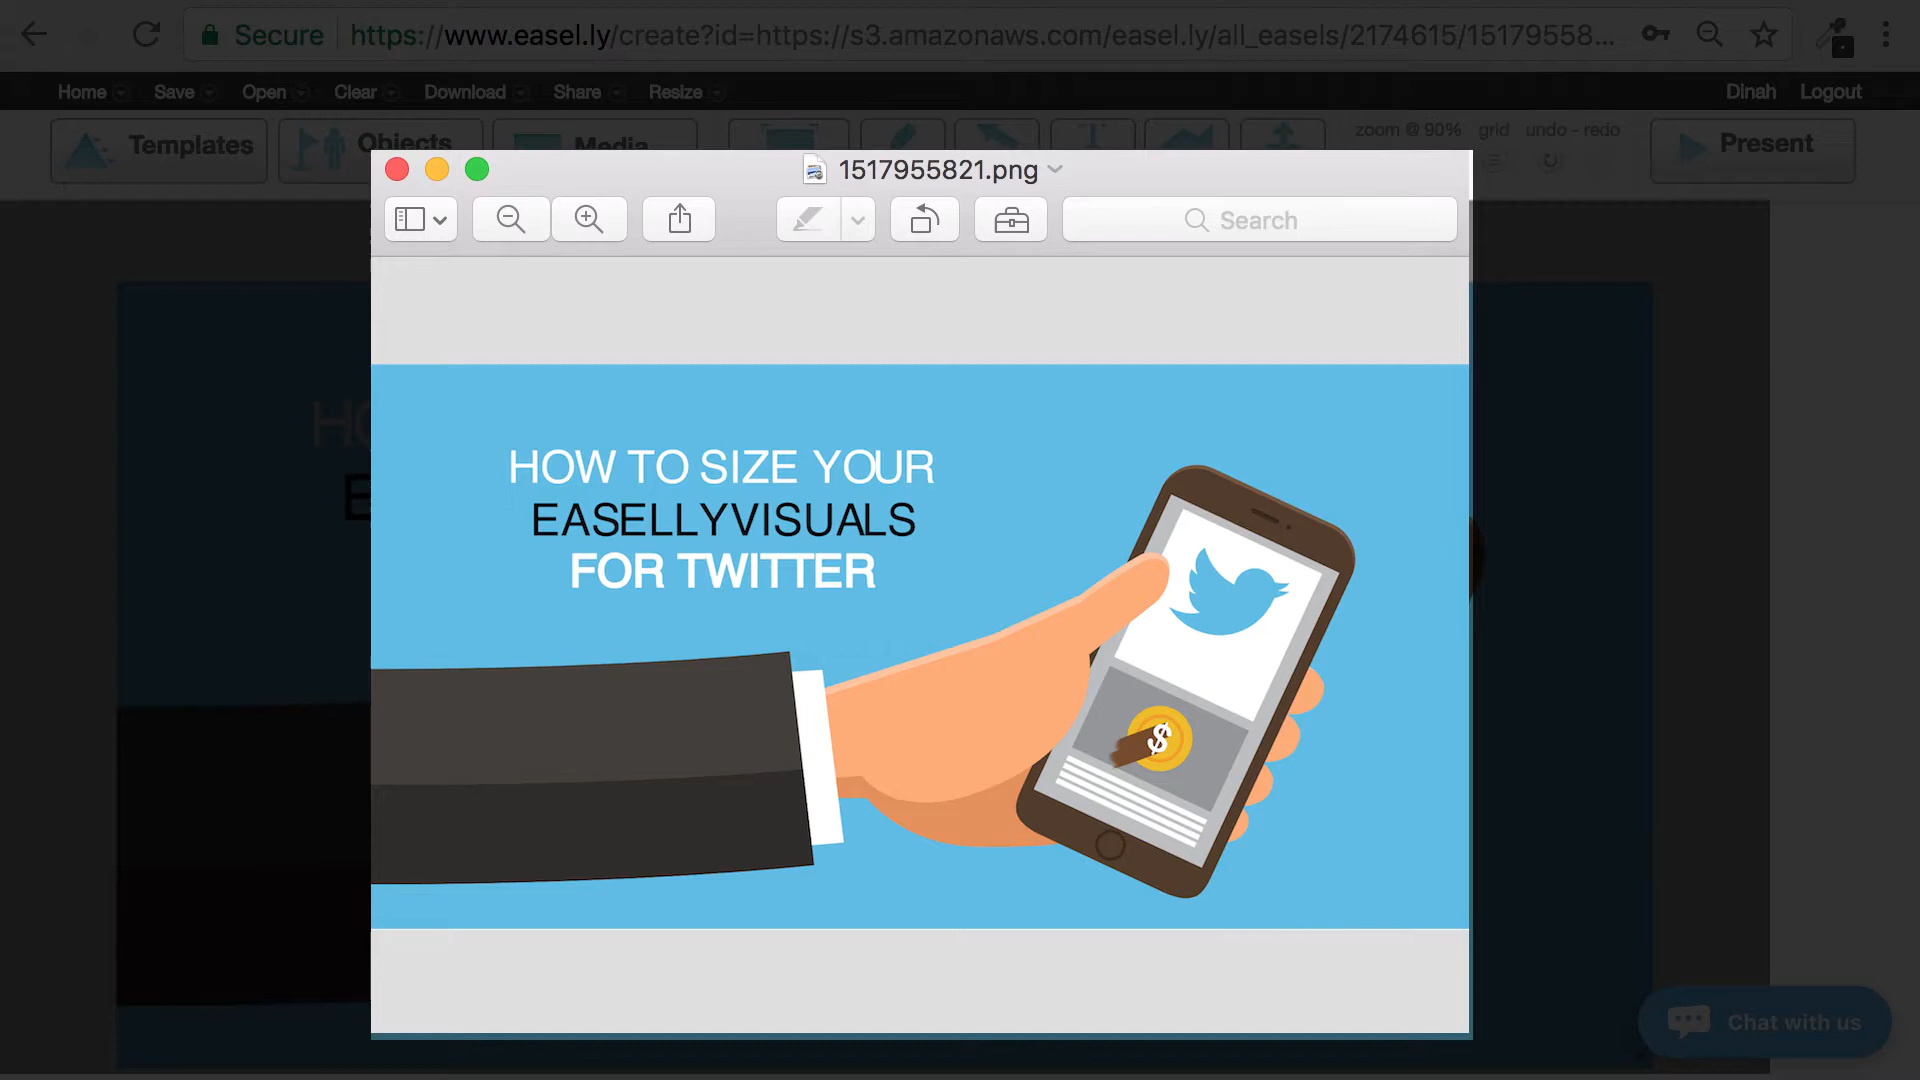 Secure https://www.easel.ly/create?id=https://s3.amazonaws.com/easel.ly/all_easels/2174615/15179558...
Home Save Open Clear Download Share Resize Dinah Logout
Templates Objects Media zoom @ 90% grid undo - redo Present
1517955821.png
Search
HOW TO SIZE YOUR
EASELLYVISUALS
FOR TWITTER
$
Chat with us